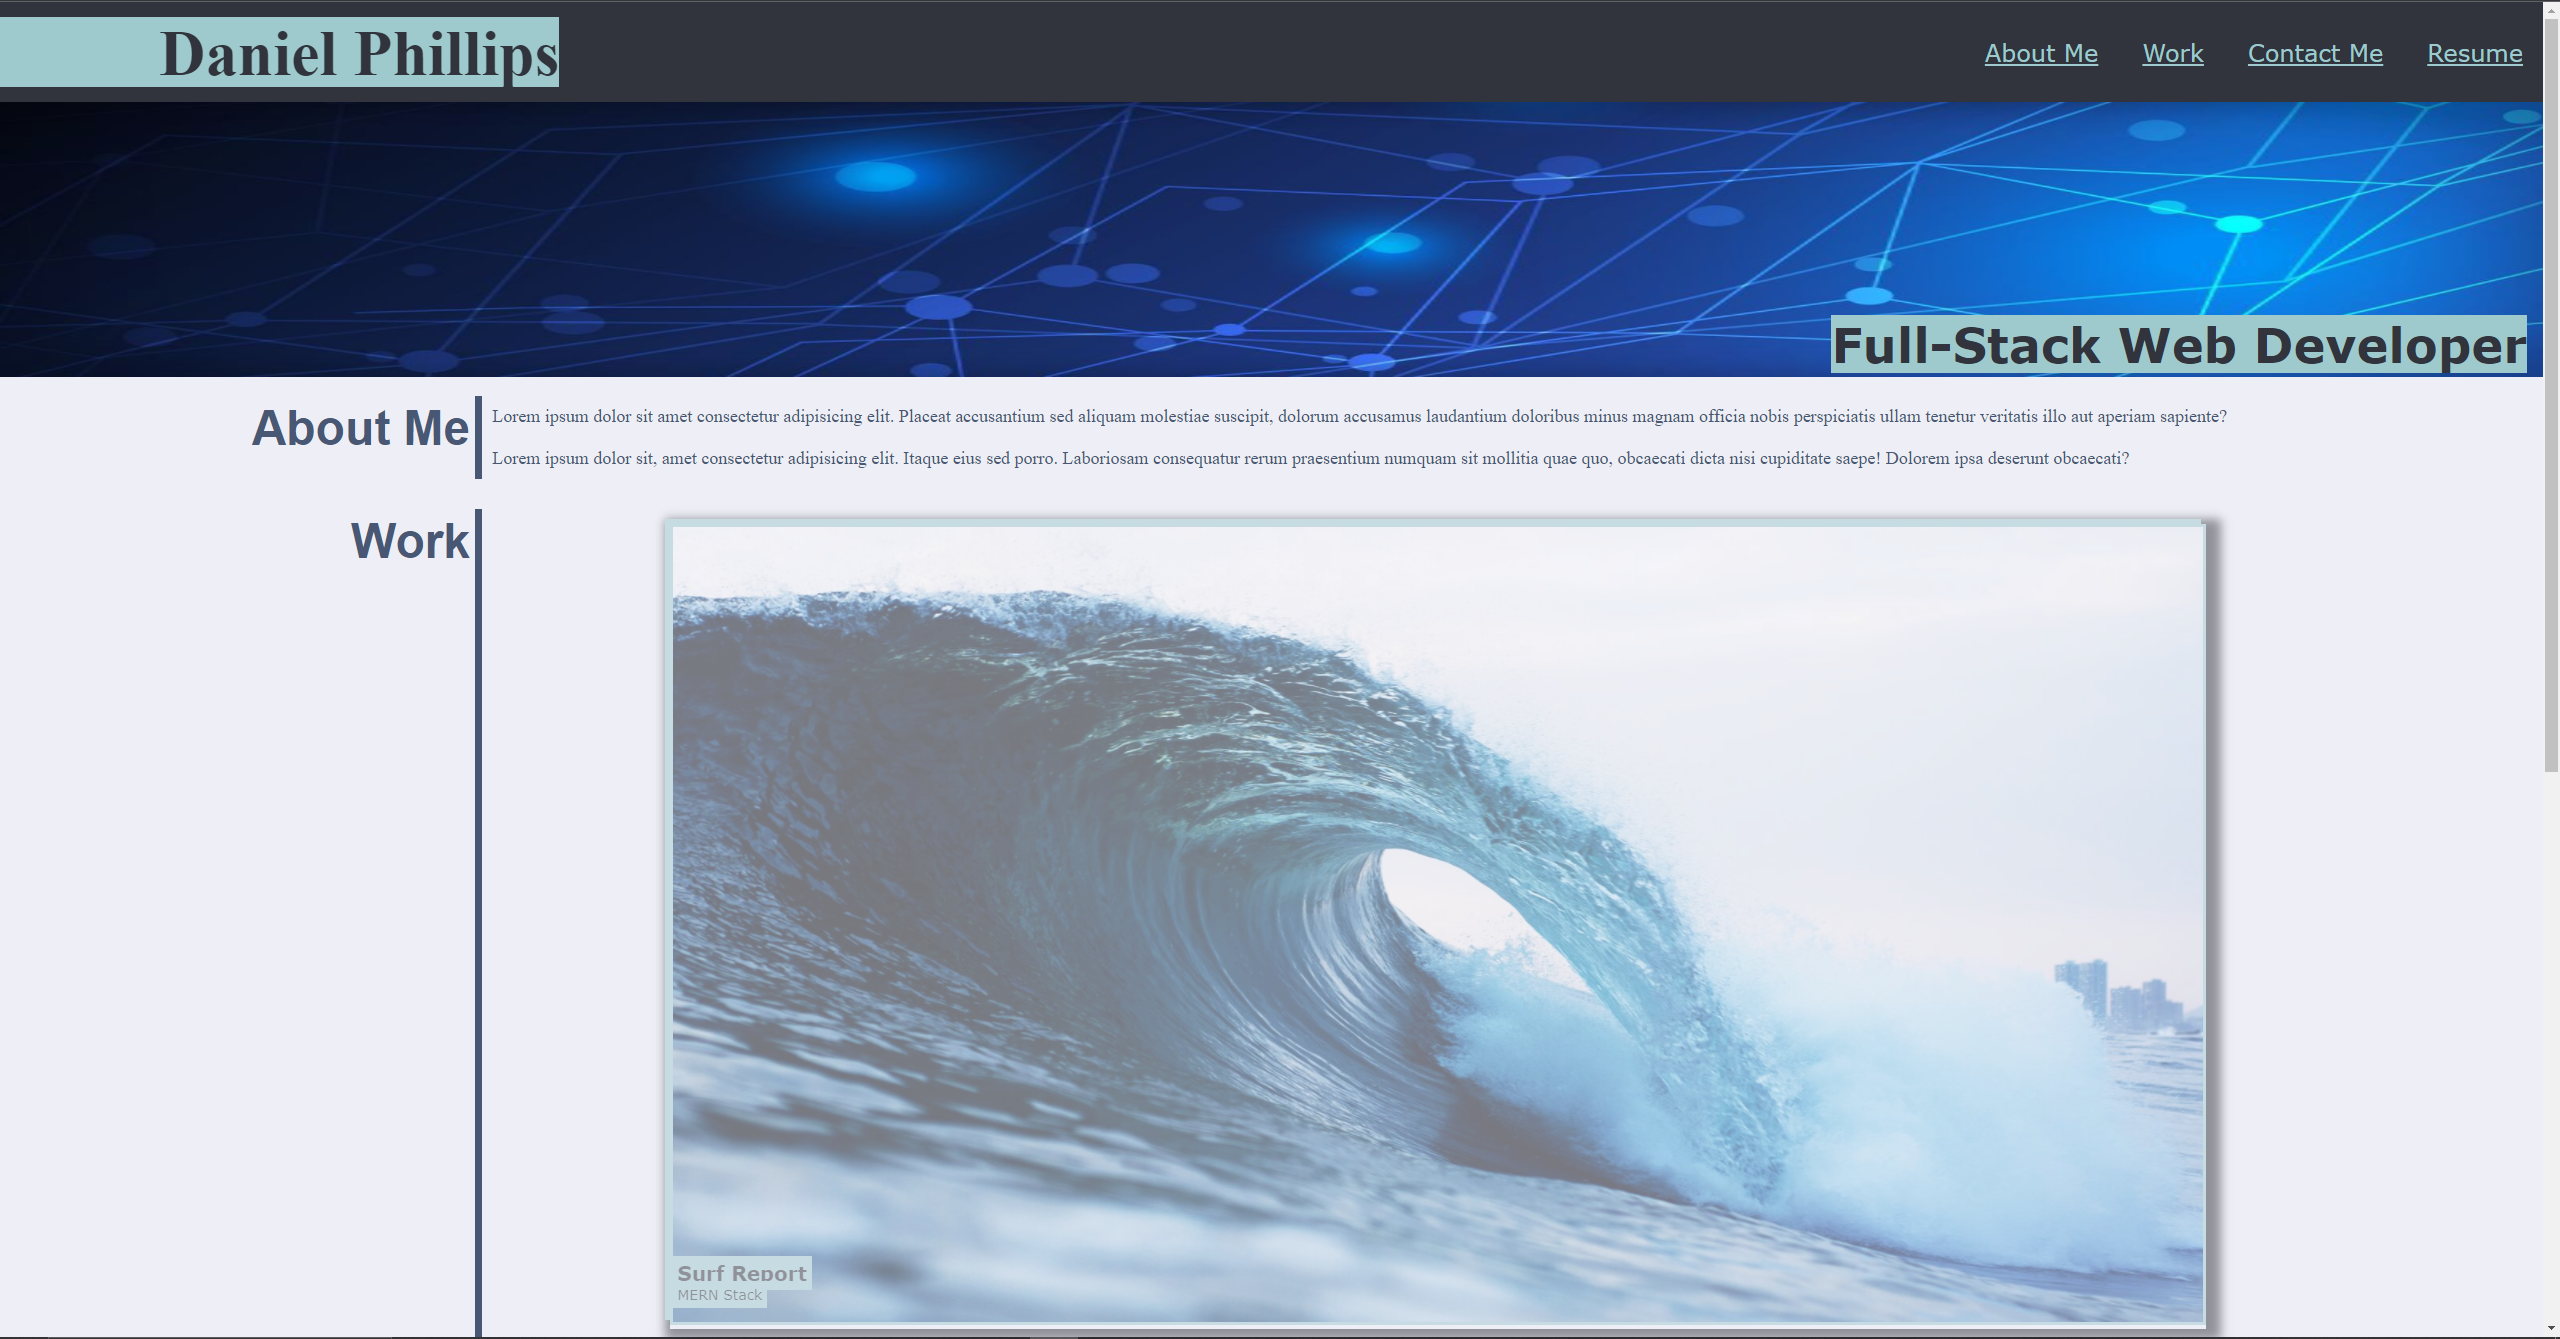 Daniel Phillips
About Me Work Contact Me Resume
Full-Stack Web Developer
About Me
Lorem ipsum dolor sit amet consectetur adipisicing elit. Placeat accusantium sed aliquam molestiae suscipit, dolorum accusamus laudantium doloribus minus magnam officia nobis perspiciatis ullam tenetur veritatis illo aut aperiam sapiente?
Lorem ipsum dolor sit, amet consectetur adipisicing elit. Itaque eius sed porro. Laboriosam consequatur rerum praesentium numquam sit mollitia quae quo, obcaecati dicta nisi cupiditate saepe! Dolorem ipsa deserunt obcaecati?
Work
Surf Report
MERN Stack